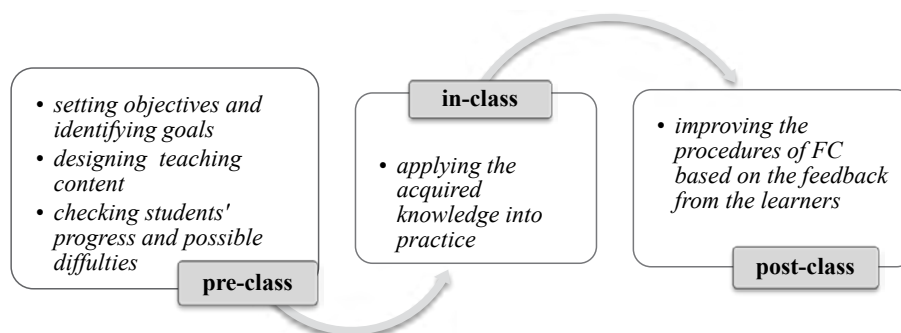 • setting objectives and
identifying goals
• designing teaching
content
• checking students'
progress and possible
diffulties
pre-class
in-class
• applying the
acquired
knowledge into
practice
• improving the
procedures of FC
based on the feedback
from the learners
post-class